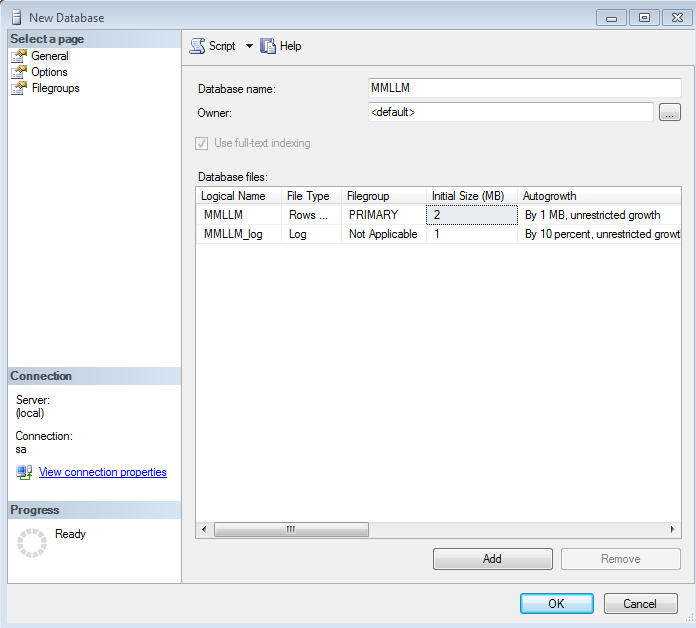 New Database
Select a page
General
Options
Filegroups
Script
Help
Database name:
MMLLM
Owner:
<default>
...
Use full-text indexing
Database files:
Logical Name File Type Filegroup Initial Size (MB) Autogrowth
MMLLM Rows ... PRIMARY 2 By 1 MB, unrestricted growth
MMLLM_log Log Not Applicable 1 By 10 percent, unrestricted growt
Connection
Server:
(local)
Connection:
sa
View connection properties
Progress
Ready
Add
Remove
OK
Cancel